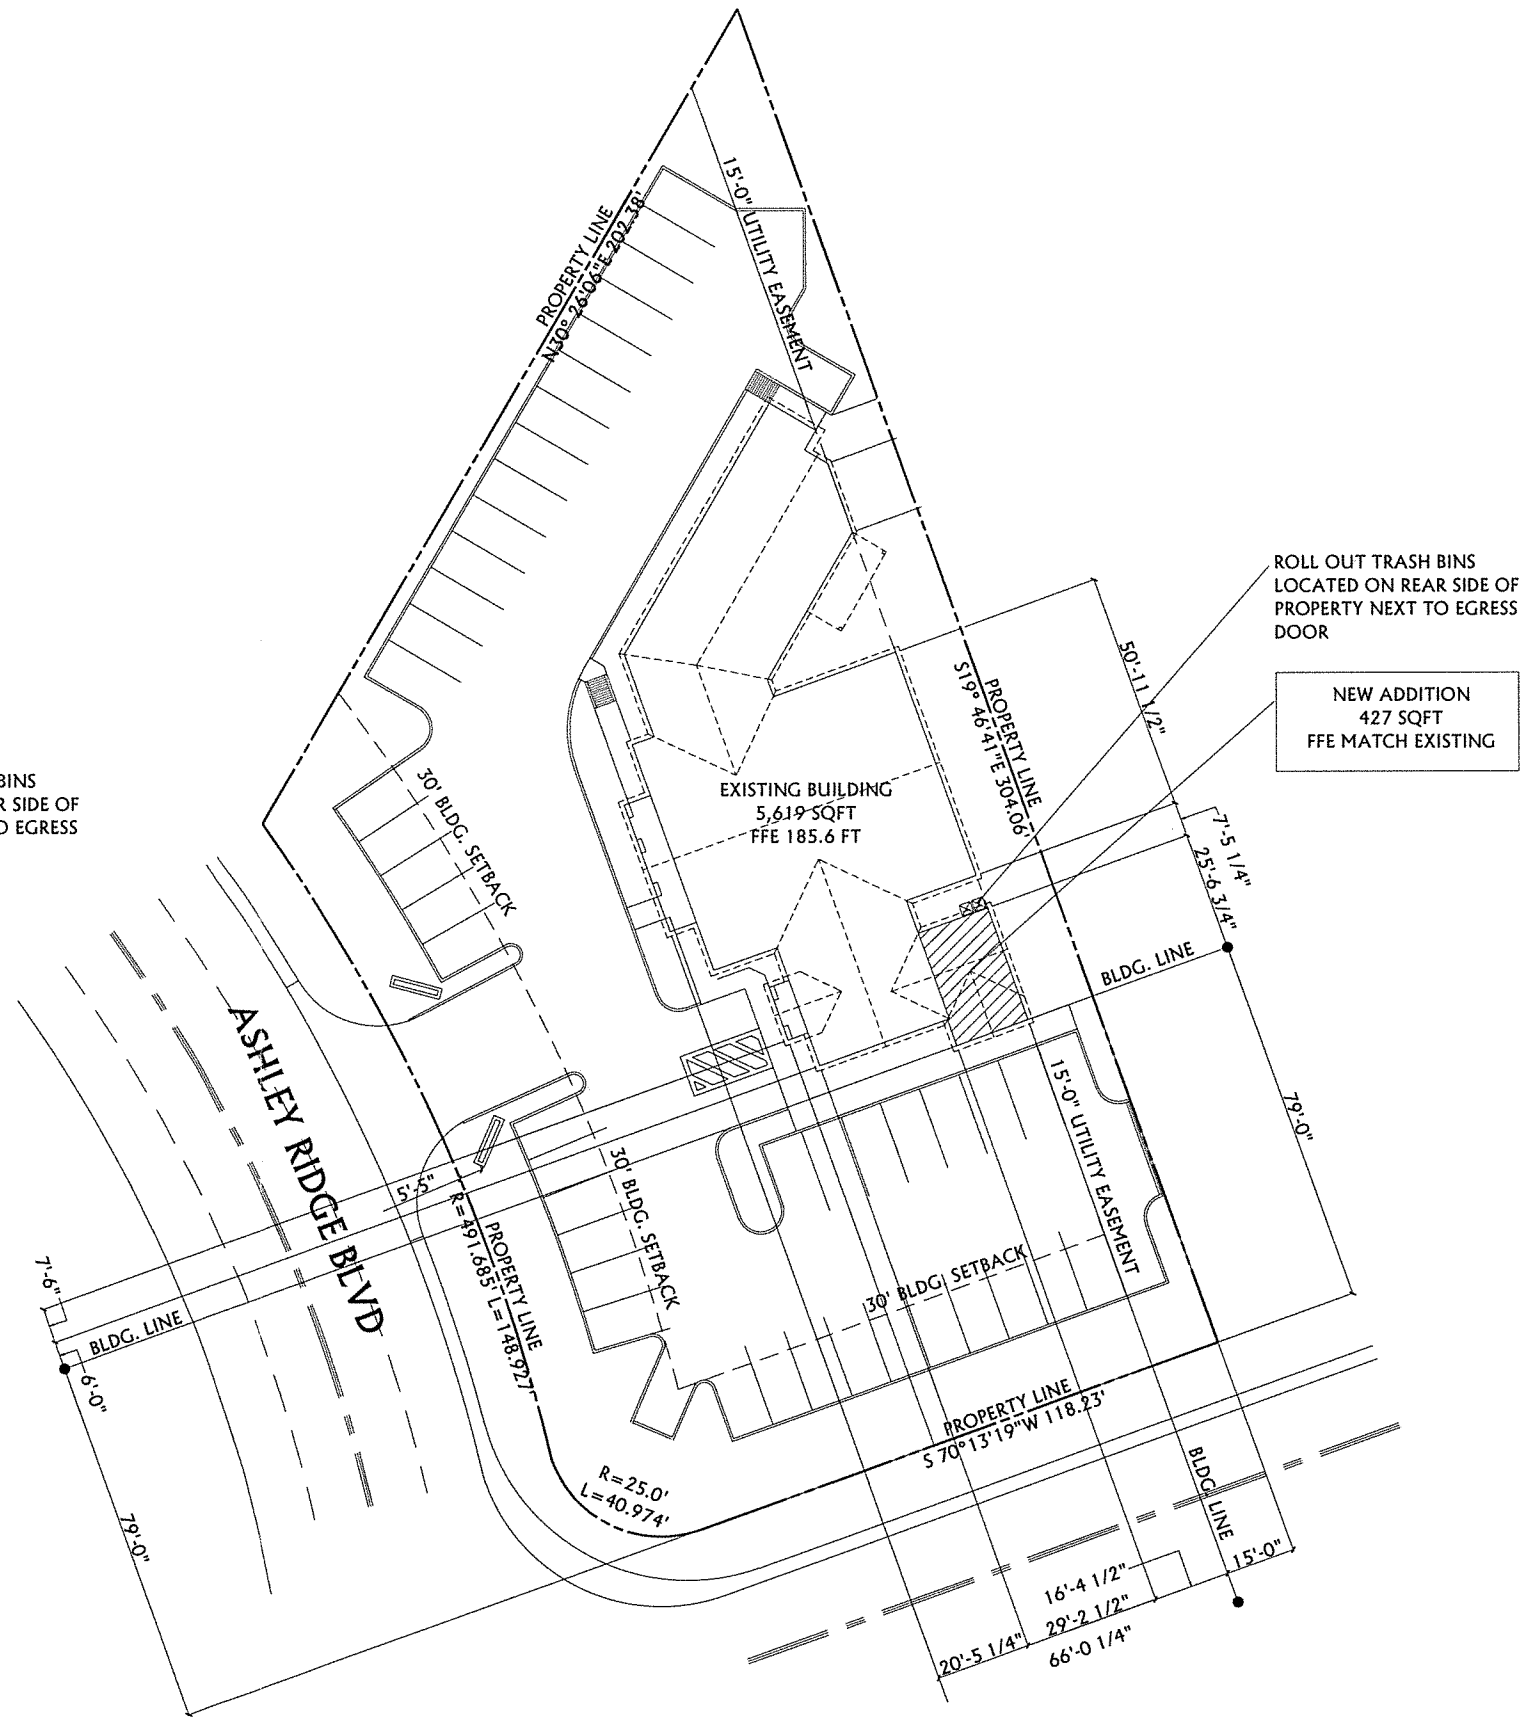 15'-0" UTILITY EASEMENT
PROPERTY LINE
N30° 26'06"E 202.38'
ROLL OUT TRASH BINS
LOCATED ON REAR SIDE OF
PROPERTY NEXT TO EGRESS
DOOR
50'-11 1/2"
PROPERTY LINE
S19° 46'41"E 304.06'
NEW ADDITION
427 SQFT
FFE MATCH EXISTING
BINS
R SIDE OF
O EGRESS
30' BLDG. SETBACK
EXISTING BUILDING
5,619 SQFT
FFE 185.6 FT
7'-5 1/4"
25'-6 3/4"
BLDG. LINE
ASHLEY RIDGE BLVD
15'-0" UTILITY EASEMENT
79'-0"
5'-5"
30' BLDG. SETBACK
PROPERTY LINE
R=491.685' L=148.927'
30' BLDG. SETBACK
7'-6"
BLDG. LINE
6'-0"
PROPERTY LINE
S 70°13'19"W 118.23'
R=25.0'
L=40.974'
BLDG. LINE
79'-0"
15'-0"
16'-4 1/2"
29'-2 1/2"
66'-0 1/4"
20'-5 1/4"